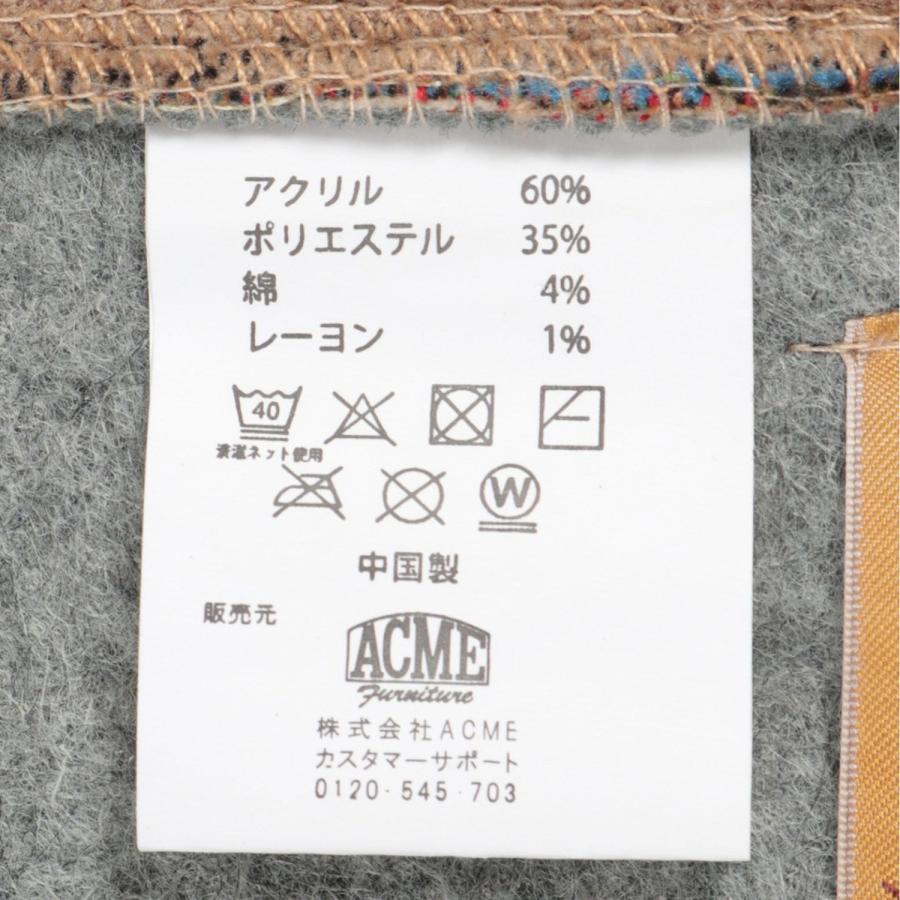 アクリル 60%
ポリエステル 35%
綿 4%
レーヨン 1%
40
洗濯ネット使用
W
中国製
販売元
ACME
Furniture
株式会社ACME
カスタマーサポート
0120-545-703